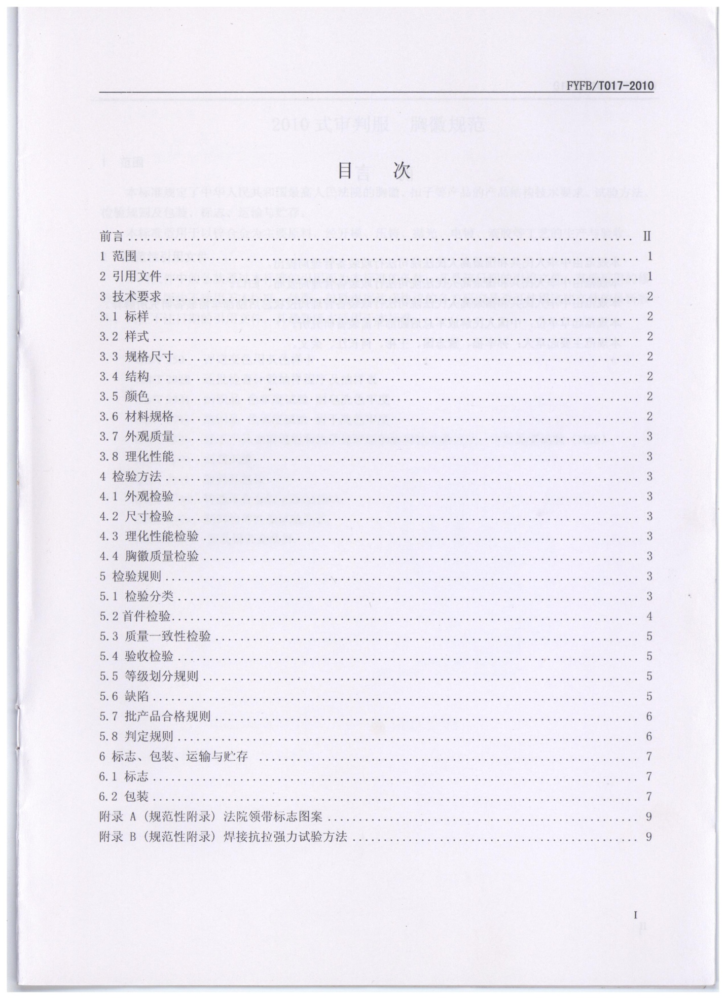 FYFB/T017-2010
目 次
前言 ........................ II
1 范围 ........................ 1
2 引用文件 ........................ 1
3 技术要求 ........................ 2
3.1 标样 ........................ 2
3.2 样式 ........................ 2
3.3 规格尺寸 ........................ 2
3.4 结构 ........................ 2
3.5 颜色 ........................ 2
3.6 材料规格 ........................ 2
3.7 外观质量 ........................ 3
3.8 理化性能 ........................ 3
4 检验方法 ........................ 3
4.1 外观检验 ........................ 3
4.2 尺寸检验 ........................ 3
4.3 理化性能检验 ........................ 3
4.4 胸徽质量检验 ........................ 3
5 检验规则 ........................ 3
5.1 检验分类 ........................ 3
5.2 首件检验 ........................ 4
5.3 质量一致性检验 ........................ 5
5.4 验收检验 ........................ 5
5.5 等级划分规则 ........................ 5
5.6 缺陷 ........................ 5
5.7 批产品合格规则 ........................ 6
5.8 判定规则 ........................ 6
6 标志、包装、运输与贮存 ........................ 7
6.1 标志 ........................ 7
6.2 包装 ........................ 7
附录 A (规范性附录) 法院领带标志图案 ........................ 9
附录 B (规范性附录) 焊接抗拉强力试验方法 ........................ 9
I